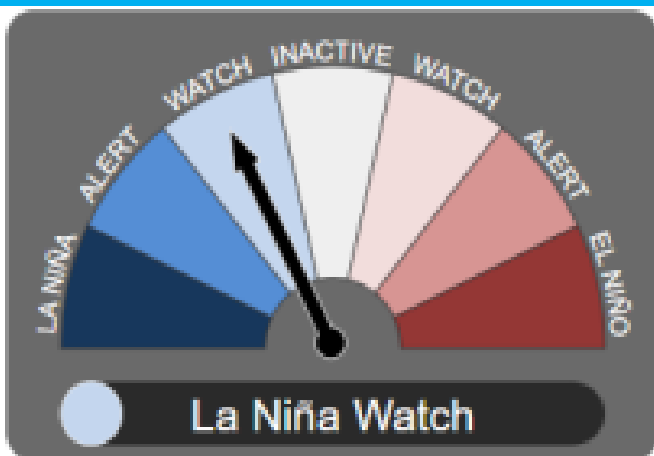 LA NIÑA
ALERT
WATCH
INACTIVE
WATCH
ALERT
EL NIÑO
La Niña Watch